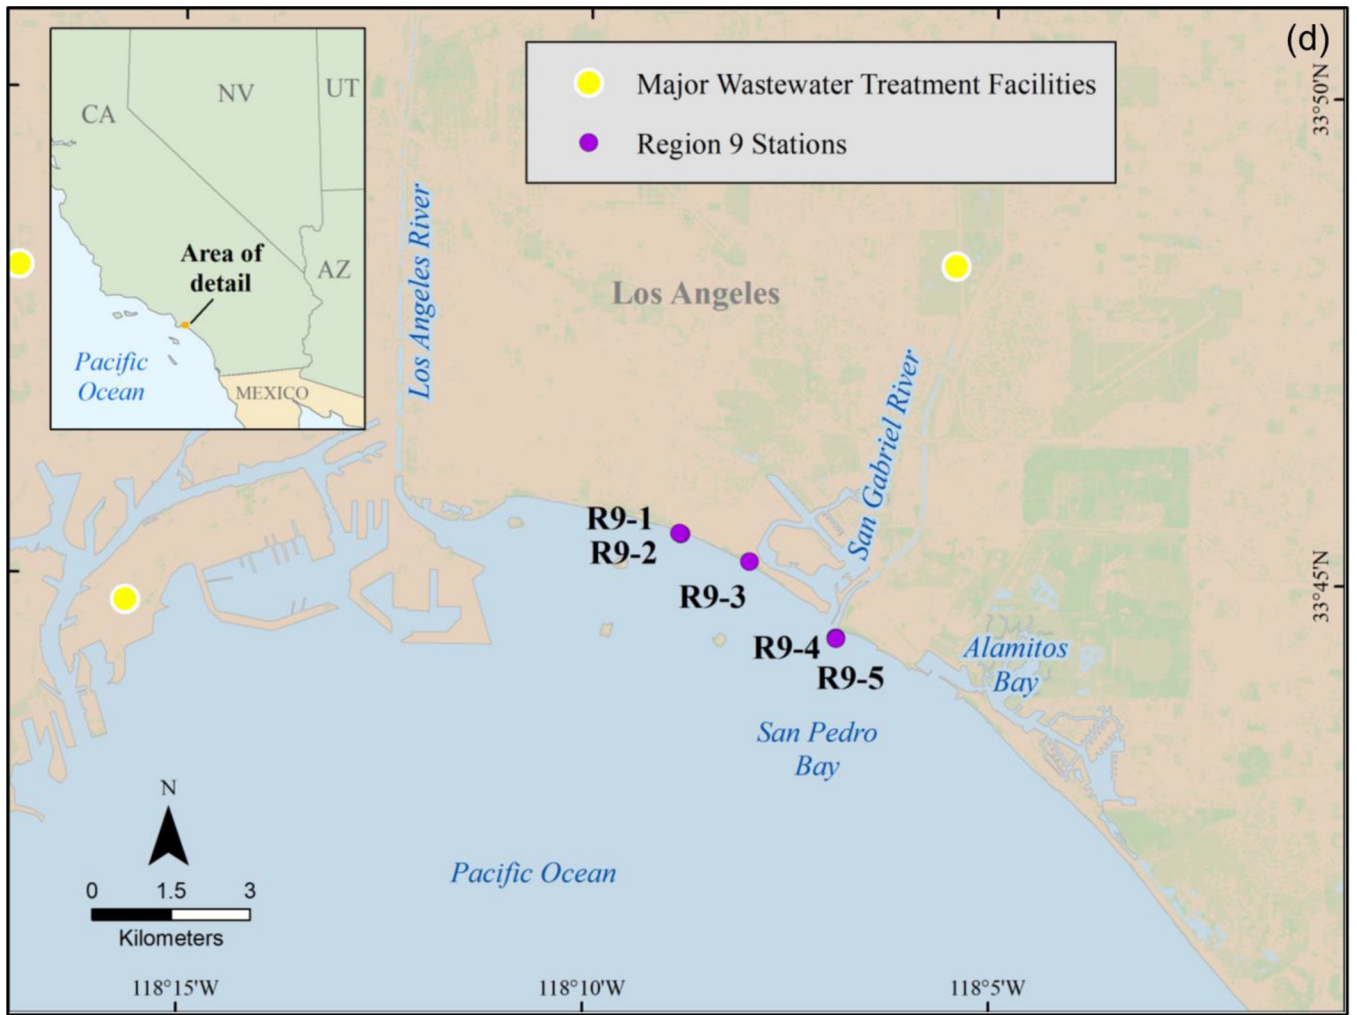 (d)
Major Wastewater Treatment Facilities
Region 9 Stations
CA
NV
UT
AZ
Area of
detail
Pacific
Ocean
MEXICO
Los Angeles River
Los Angeles
San Gabriel River
33°50'N
33°45'N
R9-1
R9-2
R9-3
R9-4
R9-5
Alamitos
Bay
San Pedro
Bay
Pacific Ocean
N
0 1.5 3
Kilometers
118°15'W 118°10'W 118°5'W